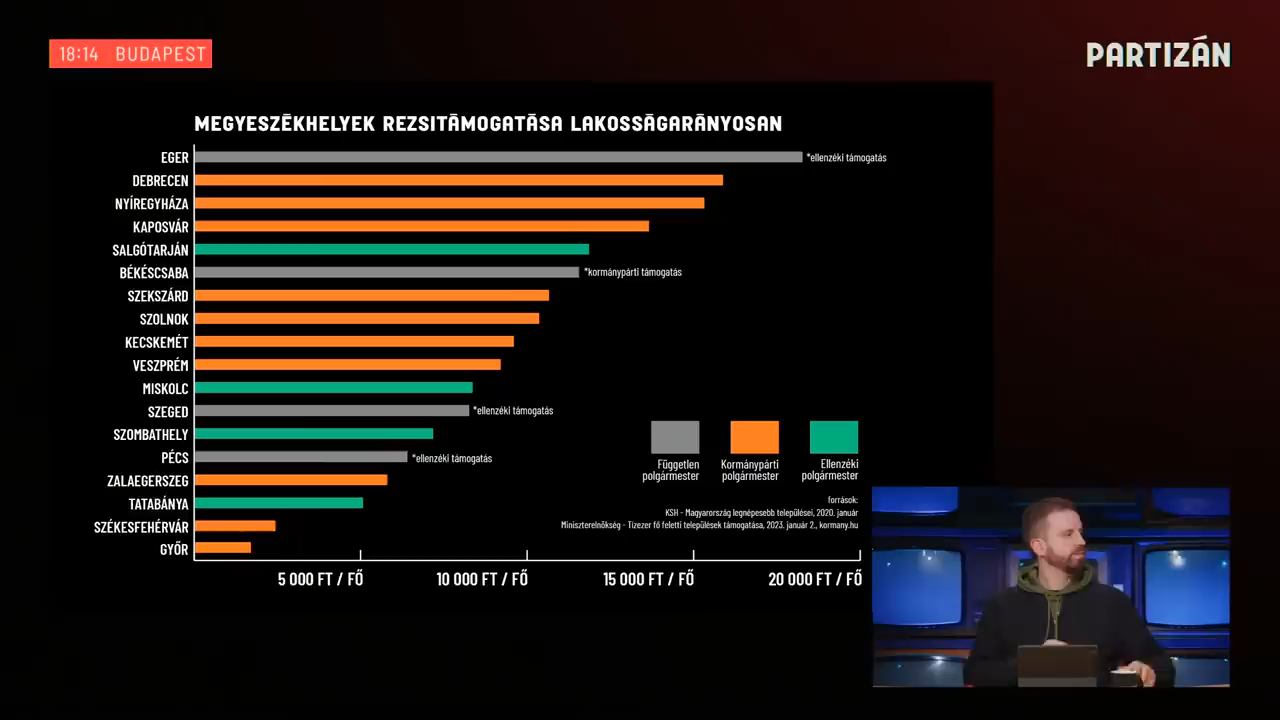 18:14 BUDAPEST
PARTIZÁN
MEGYESZÉKHELYEK REZSITÁMOGATÁSA LAKOSSÁGARÁNYOSAN
EGER
*ellenzéki támogatás
DEBRECEN
NYÍREGYHÁZA
KAPOSVÁR
SALGÓTARJÁN
BÉKÉSCSABA
*kormánypárti támogatás
SZEKSZÁRD
SZOLNOK
KECSKEMÉT
VESZPRÉM
MISKOLC
SZEGED
*ellenzéki támogatás
SZOMBATHELY
PÉCS
*ellenzéki támogatás
ZALAEGERSZEG
TATABÁNYA
SZÉKESFEHÉRVÁR
GYŐR
5 000 FT / FŐ
10 000 FT / FŐ
15 000 FT / FŐ
20 000 FT / FŐ
Független
polgármester
Kormánypárti
polgármester
Ellenzéki
polgármester
források:
KSH - Magyarország legnépesebb települései, 2020. január
Miniszterelnökség - Tízezer fő feletti települések támogatása, 2023. január 2., kormany.hu